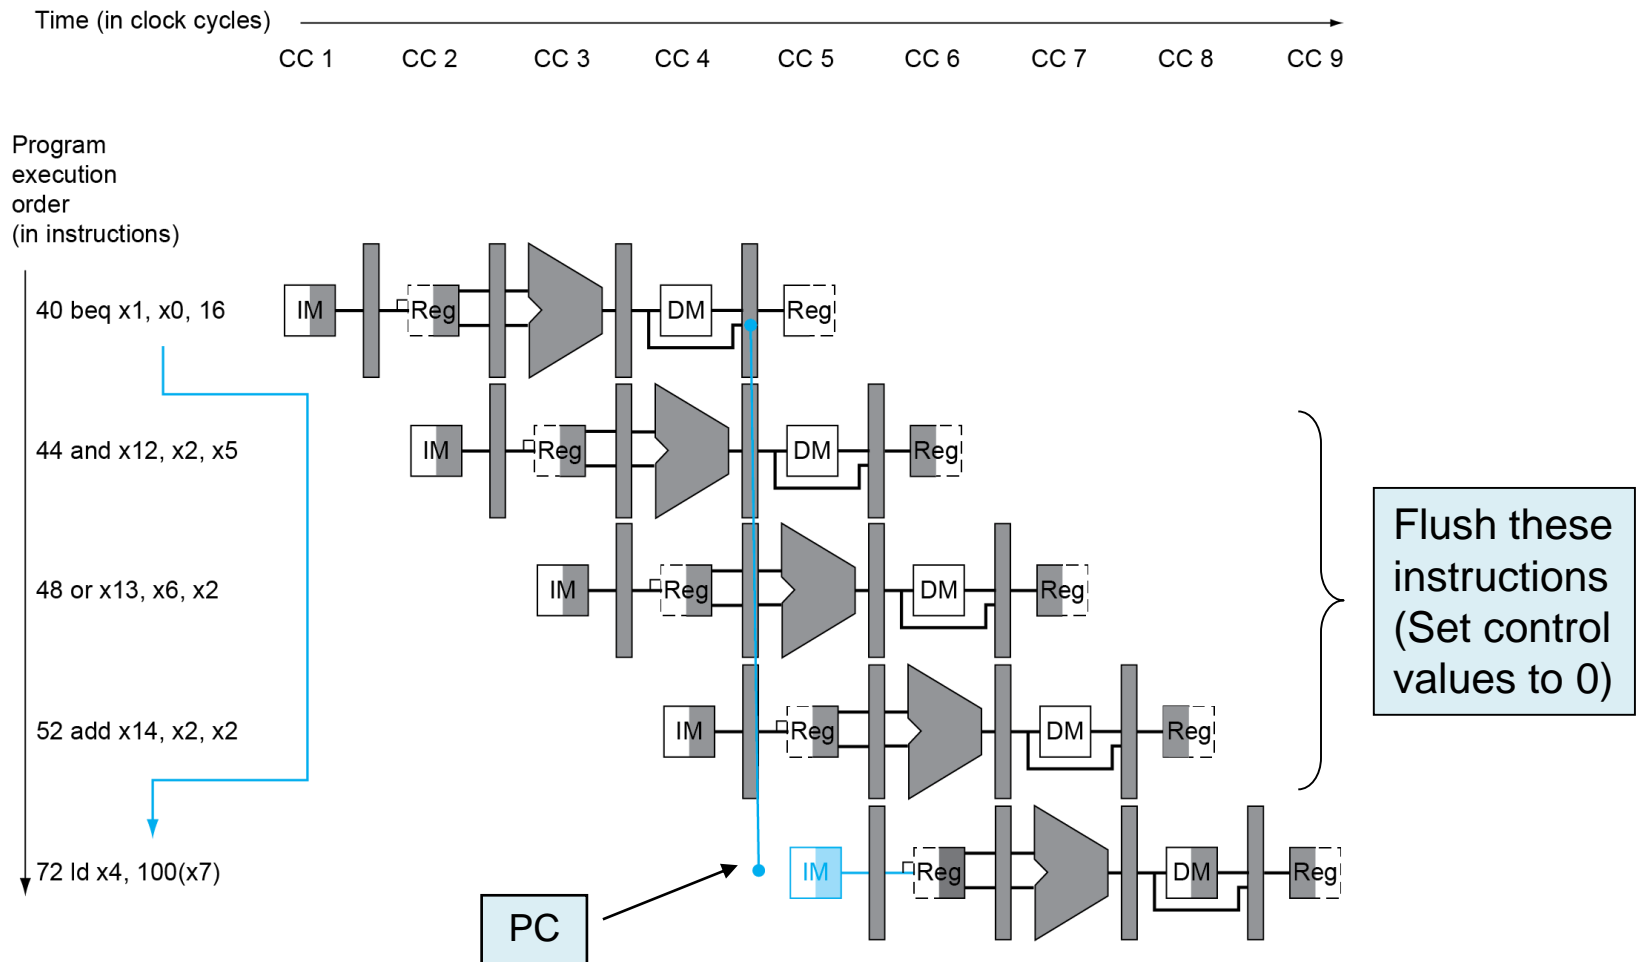 Time (in clock cycles)
CC 1 CC 2 CC 3 CC 4 CC 5 CC 6 CC 7 CC 8 CC 9
Program
execution
order
(in instructions)
40 beq x1, x0, 16
IM Reg DM Reg
44 and x12, x2, x5
IM Reg DM Reg
48 or x13, x6, x2
IM Reg DM Reg
52 add x14, x2, x2
IM Reg DM Reg
72 ld x4, 100(x7)
IM Reg DM Reg
Flush these
instructions
(Set control
values to 0)
PC